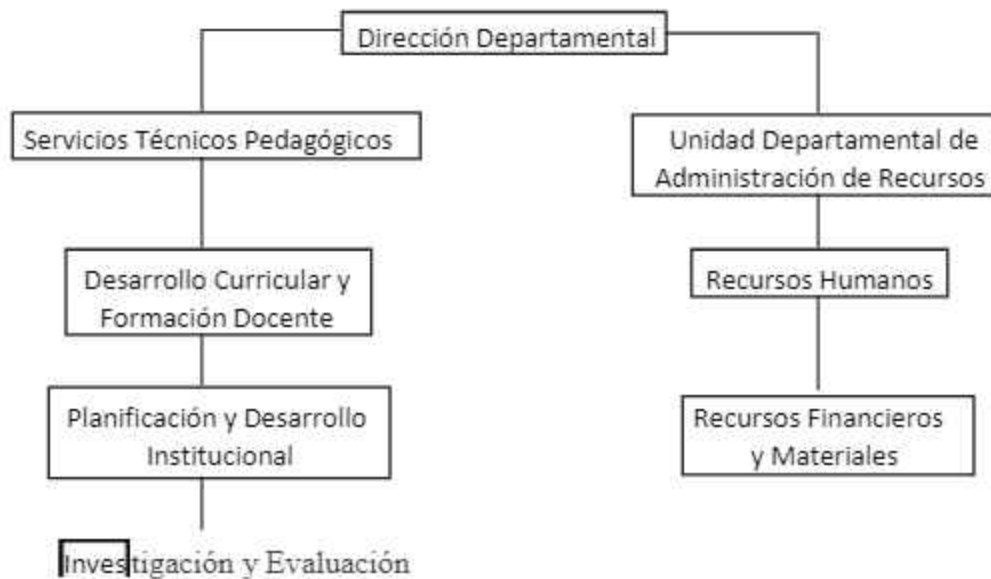 Dirección Departamental
Servicios Técnicos Pedagógicos
Unidad Departamental de
Administración de Recursos
Desarrollo Curricular y
Formación Docente
Recursos Humanos
Planificación y Desarrollo
Institucional
Recursos Financieros
y Materiales
Investigación y Evaluación